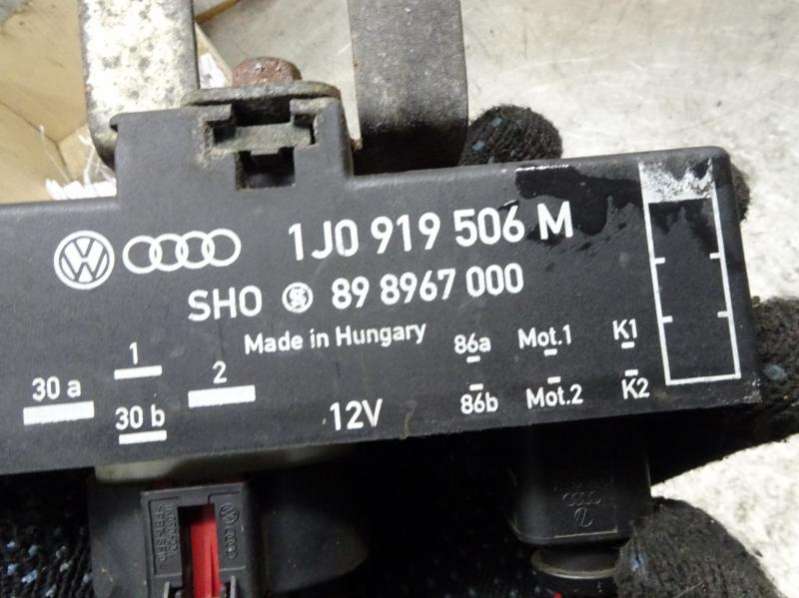 1J0 919 506 M
SHO 89 8967 000
Made in Hungary
1 86a Mot.1 K1
30 a 2
30 b 12V 86b Mot.2 K2